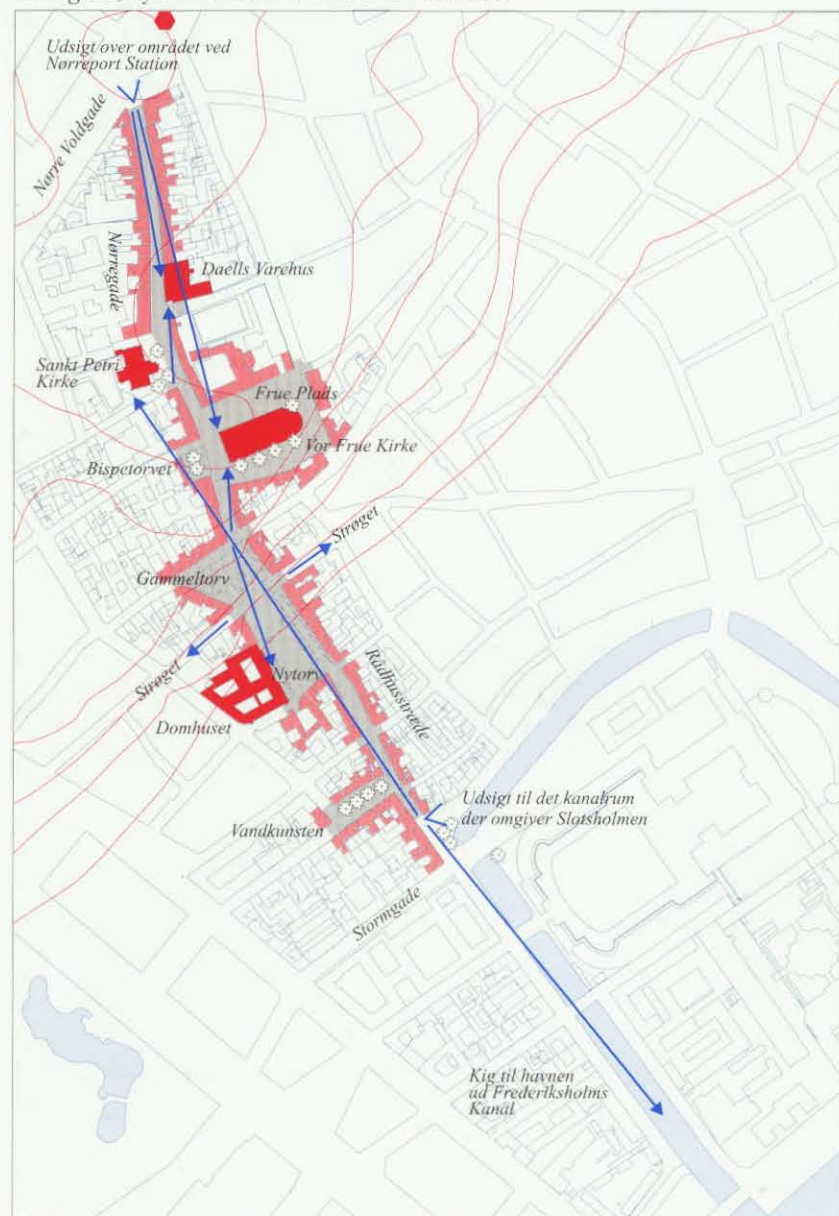 Udsigt over området ved
Nørreport Station
Nørre Voldgade
Nørregade
Daells Varehus
Sankt Petri
Kirke
Frue Plads
Vor Frue Kirke
Bispetorvet
Strøget
Gammeltorv
Strøget
Nytorv
Rådhusstræde
Domhuset
Udsigt til det kanalrum
der omgiver Slotsholmen
Vandkunsten
Stormgade
Kig til havnen
ad Frederiksholms
Kanal